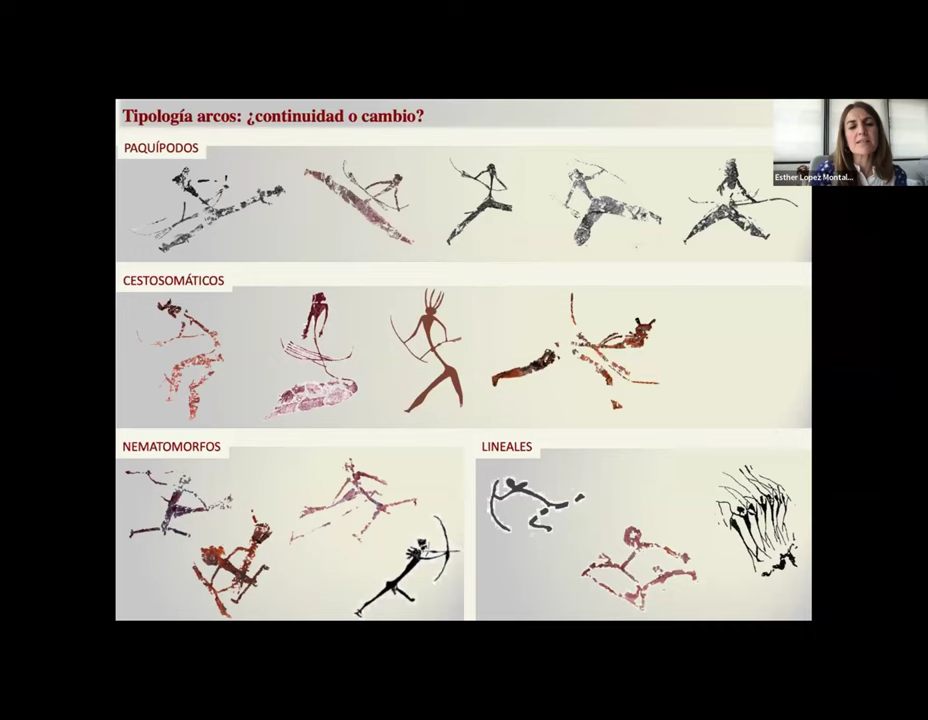 Tipología arcos: ¿continuidad o cambio?
PAQUÍPODOS
Esther Lopez Montal...
CESTOSOMÁTICOS
NEMATOMORFOS
LINEALES